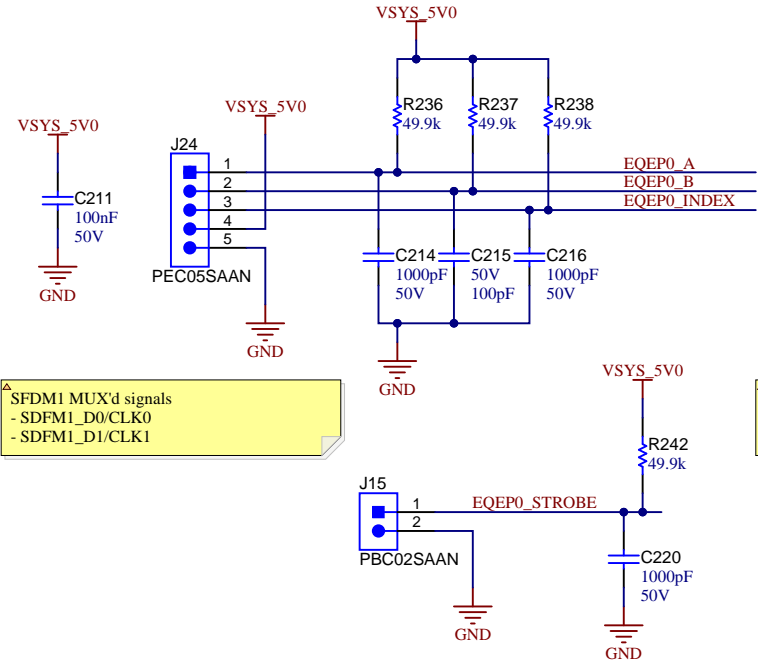 VSYS_5V0
R236
49.9k
R237
49.9k
R238
49.9k
VSYS_5V0
C211
100nF
50V
GND
VSYS_5V0
J24
1
2
3
4
5
PEC05SAAN
GND
EQEP0_A
EQEP0_B
EQEP0_INDEX
C214
1000pF
50V
C215
50V
100pF
C216
1000pF
50V
GND
SFDM1 MUX'd signals
- SDFM1_D0/CLK0
- SDFM1_D1/CLK1
VSYS_5V0
R242
49.9k
J15
1
2
PBC02SAAN
EQEP0_STROBE
GND
C220
1000pF
50V
GND